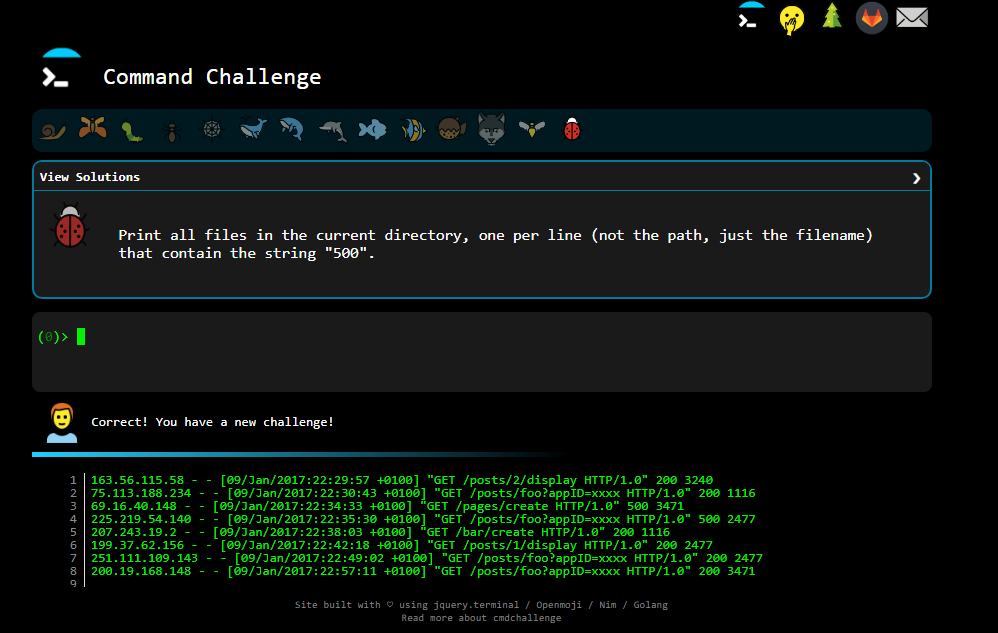 Command Challenge
View Solutions
Print all files in the current directory, one per line (not the path, just the filename)
that contain the string "500".
(0)>
Correct! You have a new challenge!
1 163.56.115.58 - - [09/Jan/2017:22:29:57 +0100] "GET /posts/2/display HTTP/1.0" 200 3240
2 75.113.188.234 - - [09/Jan/2017:22:30:43 +0100] "GET /posts/foo?appID=xxxx HTTP/1.0" 200 1116
3 69.16.40.148 - - [09/Jan/2017:22:34:33 +0100] "GET /pages/create HTTP/1.0" 500 3471
4 225.219.54.140 - - [09/Jan/2017:22:35:30 +0100] "GET /posts/foo?appID=xxxx HTTP/1.0" 500 2477
5 207.243.19.2 - - [09/Jan/2017:22:38:03 +0100] "GET /bar/create HTTP/1.0" 200 1116
6 199.37.62.156 - - [09/Jan/2017:22:42:18 +0100] "GET /posts/1/display HTTP/1.0" 200 2477
7 251.111.109.143 - - [09/Jan/2017:22:49:02 +0100] "GET /posts/foo?appID=xxxx HTTP/1.0" 200 2477
8 200.19.168.148 - - [09/Jan/2017:22:57:11 +0100] "GET /posts/foo?appID=xxxx HTTP/1.0" 200 3471
9
Site built with ♡ using jquery.terminal / Openmoji / Nim / Golang
Read more about cmdchallenge